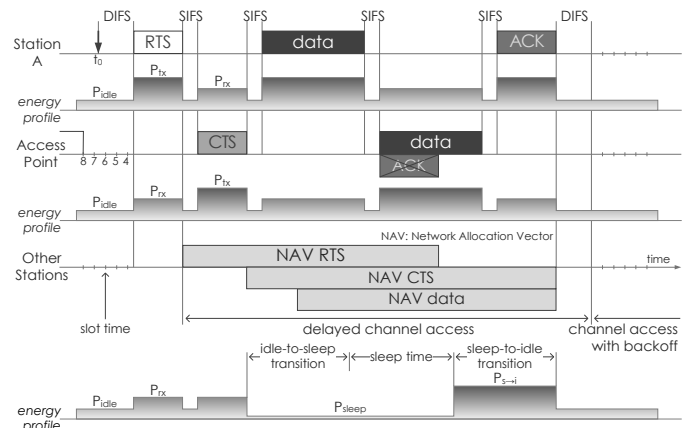 DIFS SIFS SIFS SIFS SIFS DIFS
Station
A
RTS
data
ACK
t0
Ptx
Prx
Pidle
energy
profile
Access
Point
8 7 6 5 4
CTS
data
ACK
Pidle
Prx
Ptx
energy
profile
NAV: Network Allocation Vector
Other
Stations
NAV RTS
time
NAV CTS
NAV data
slot time
delayed channel access
channel access
with backoff
idle-to-sleep
transition
sleep time
sleep-to-idle
transition
Ps→i
Pidle
Prx
Psleep
energy
profile